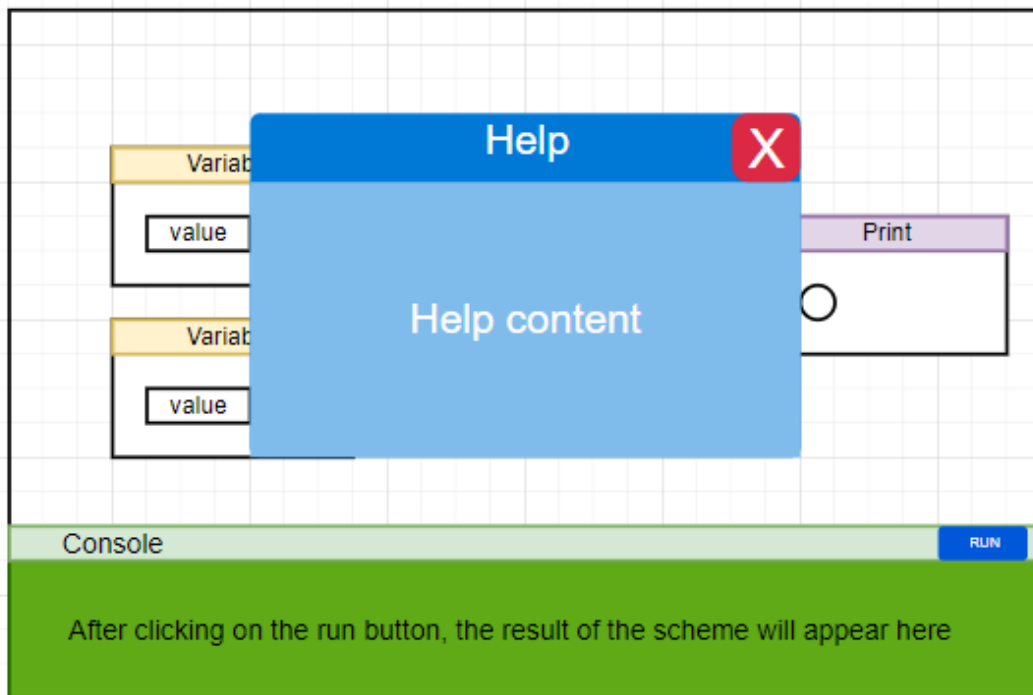 Help
X
Variab
value
Print
Help content
Variab
value
Console
RUN
After clicking on the run button, the result of the scheme will appear here